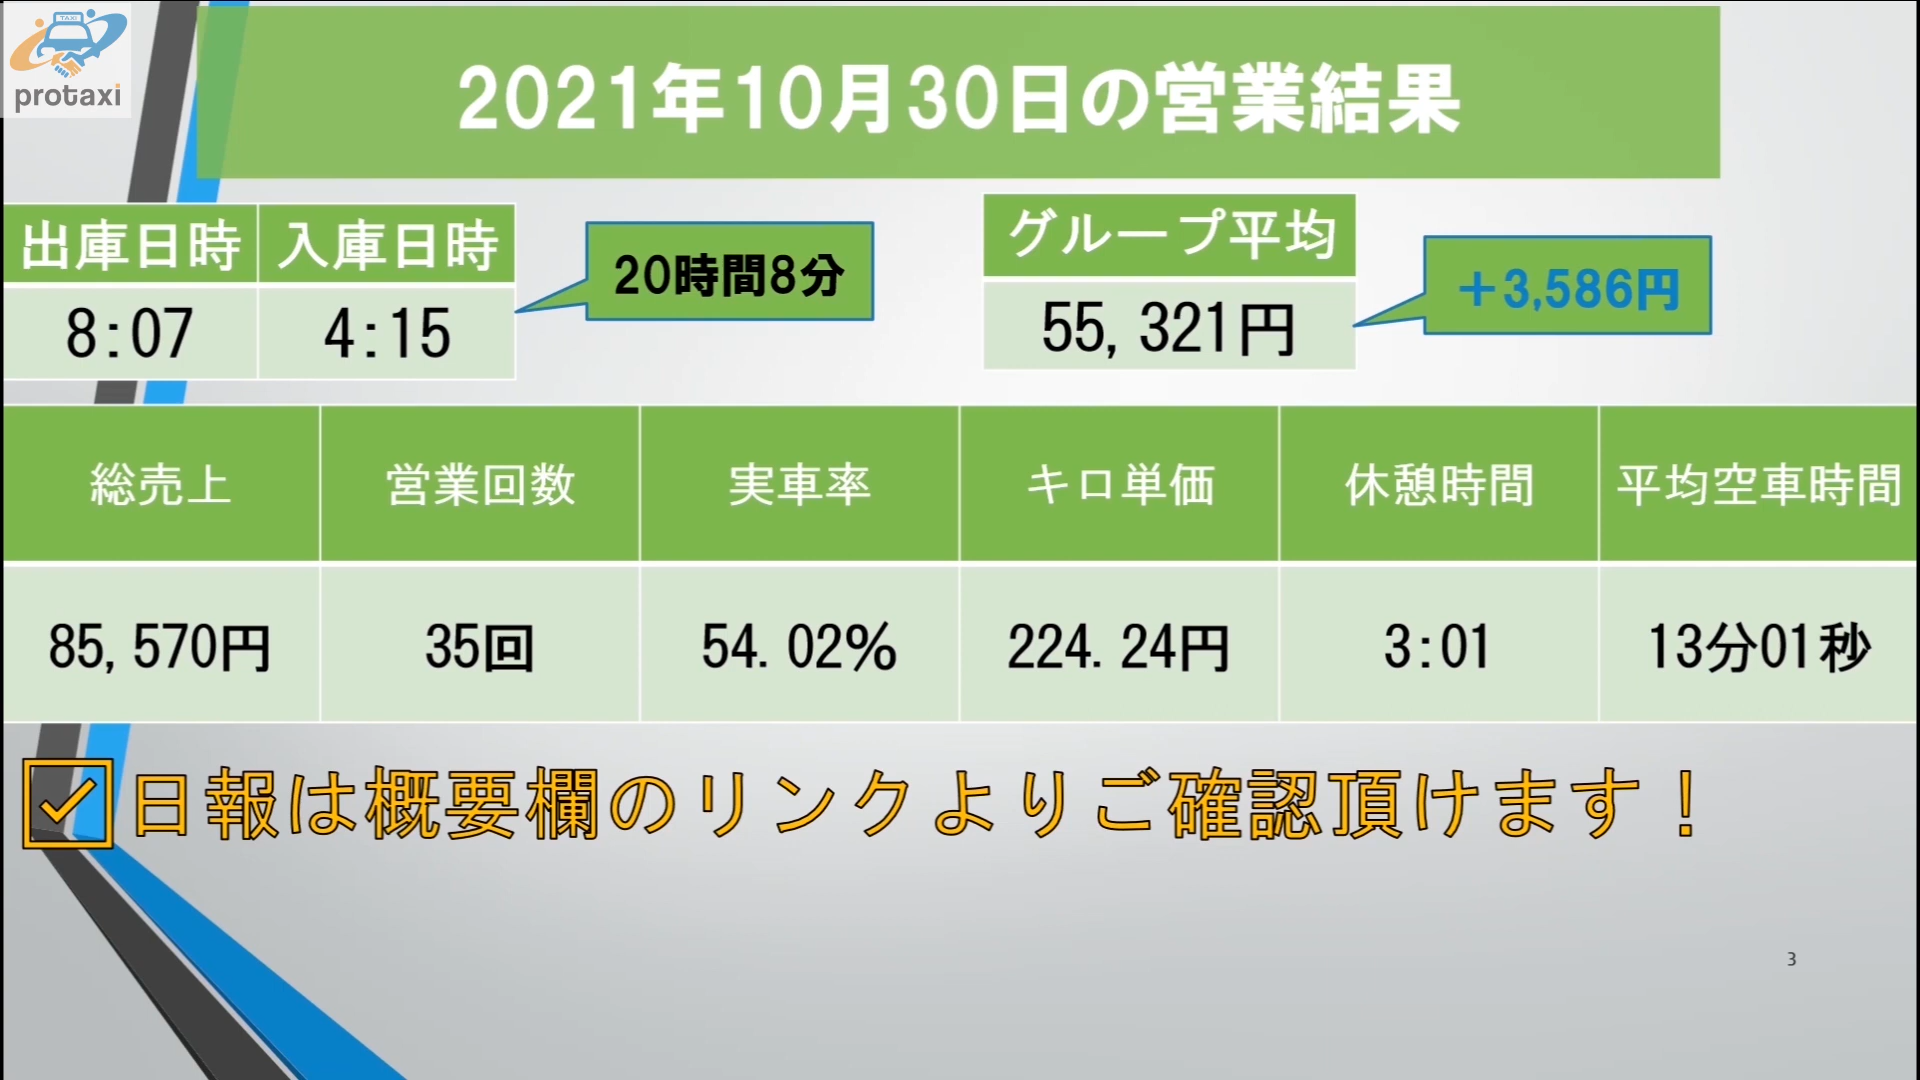 TAXI
protaxi
2021年10月30日の営業結果
出庫日時 入庫日時
8:07 4:15
20時間8分
グループ平均
55,321円
＋3,586円
総売上 営業回数 実車率 キロ単価 休憩時間 平均空車時間
85,570円 35回 54.02% 224.24円 3:01 13分01秒
☑日報は概要欄のリンクよりご確認頂けます！
3